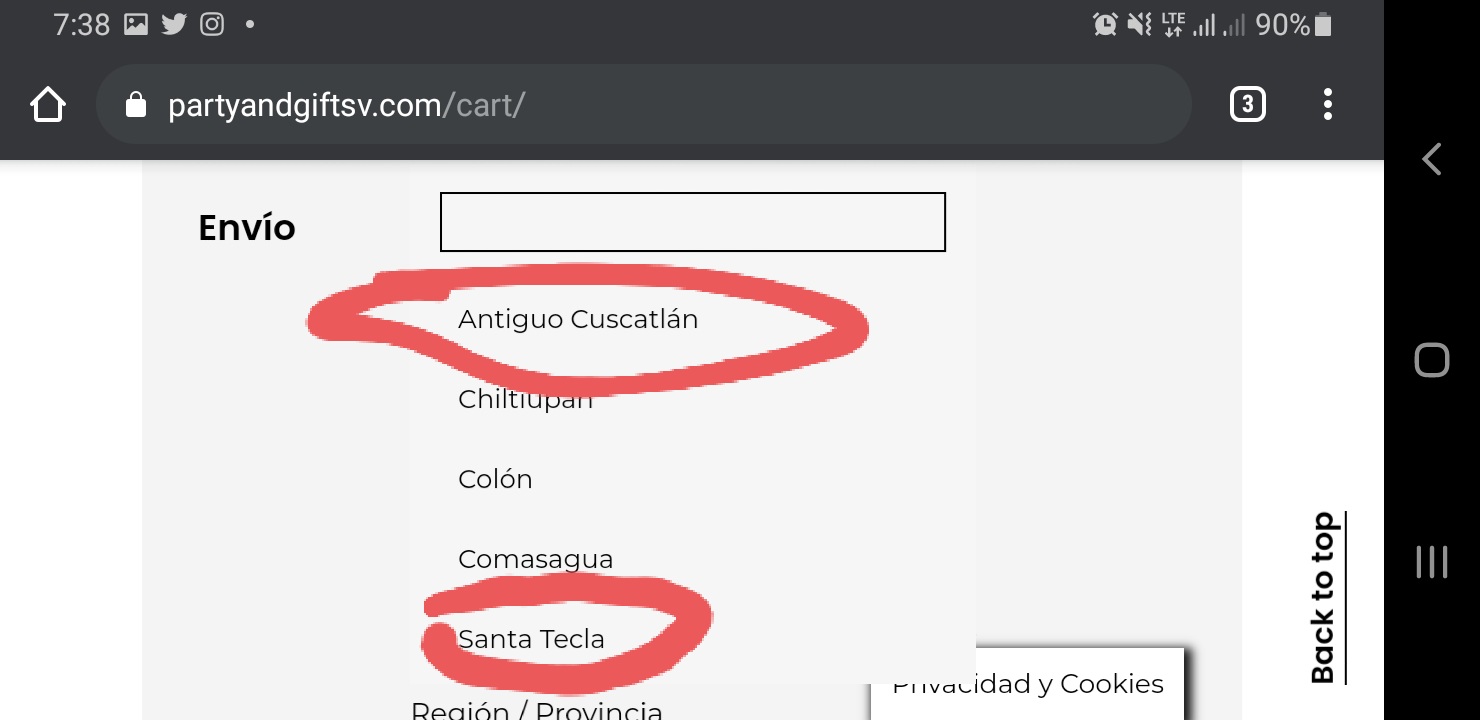 7:38 LTE 90%
partyandgiftsv.com/cart/ 3
Envío
Antiguo Cuscatlán
Chiltiupán
Colón
Comasagua
Santa Tecla
Región / Provincia
Privacidad y Cookies
Back to top